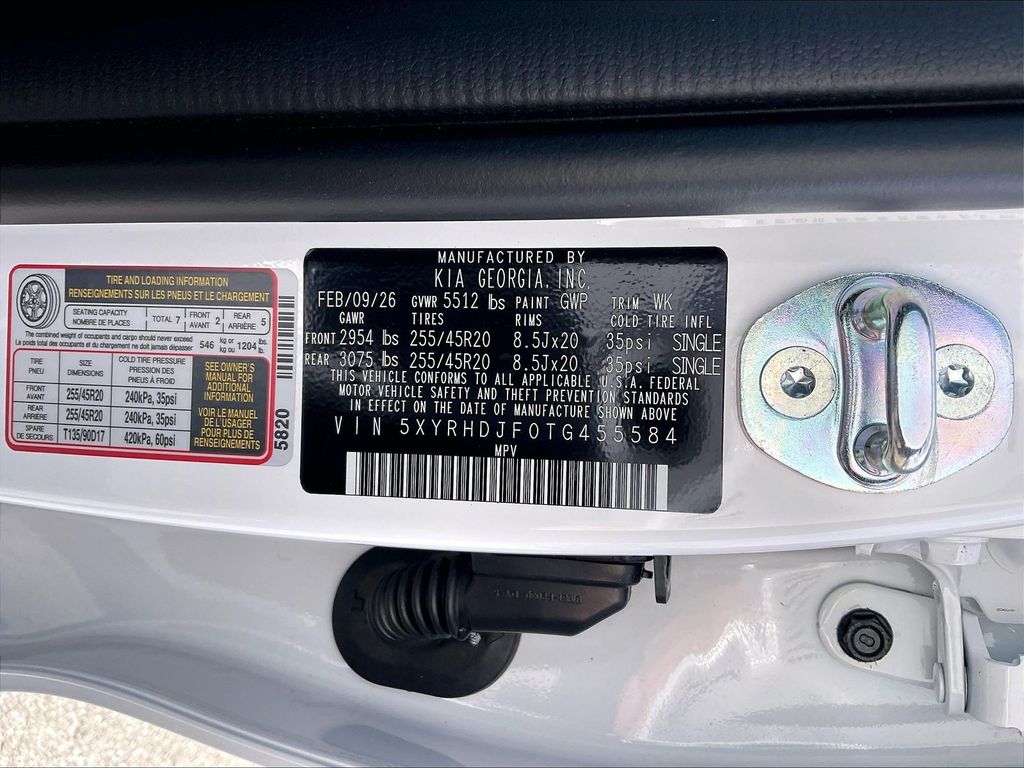 TIRE AND LOADING INFORMATION
RENSEIGNEMENTS SUR LES PNEUS ET LE CHARGEMENT
SEATING CAPACITY
NOMBRE DE PLACES
TOTAL 7
FRONT
AVANT 2
REAR
ARRIÈRE 5
The combined weight of occupants and cargo should never exceed
Le poids total des occupants et du chargement ne doit jamais dépasser
546 kg or 1204 lbs.
kg ou lb.
TIRE
PNEU
SIZE
DIMENSIONS
COLD TIRE PRESSURE
PRESSION DES
PNEUS À FROID
FRONT
AVANT
255/45R20
240kPa, 35psi
REAR
ARRIÈRE
255/45R20
240kPa, 35psi
SPARE
DE SECOURS
T135/90D17
420kPa, 60psi
SEE OWNER'S
MANUAL FOR
ADDITIONAL
INFORMATION
VOIR LE MANUEL
DE L'USAGER
POUR PLUS DE
RENSEIGNEMENTS
5820
MANUFACTURED BY
KIA GEORGIA, INC.
FEB/09/26 GVWR 5512 lbs PAINT GWP TRIM WK
GAWR TIRES RIMS COLD TIRE INFL
FRONT 2954 lbs 255/45R20 8.5Jx20 35psi SINGLE
REAR 3075 lbs 255/45R20 8.5Jx20 35psi SINGLE
THIS VEHICLE CONFORMS TO ALL APPLICABLE U.S.A. FEDERAL
MOTOR VEHICLE SAFETY AND THEFT PREVENTION STANDARDS
IN EFFECT ON THE DATE OF MANUFACTURE SHOWN ABOVE
VIN 5XYRHDJF0TG455584
MPV
8